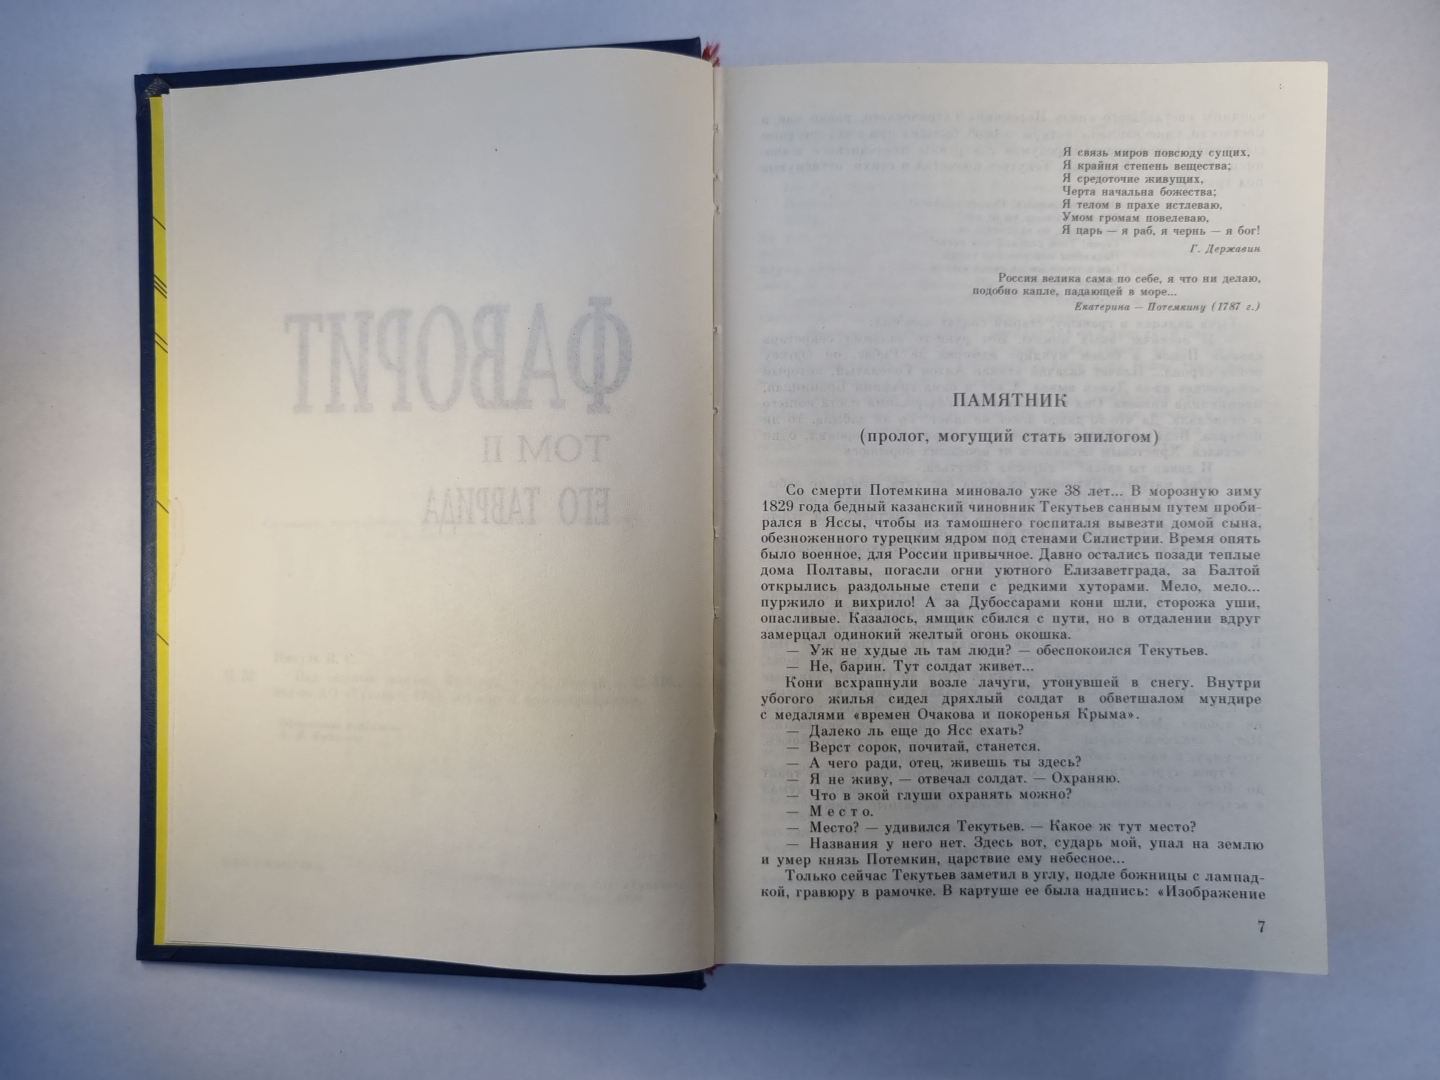 ФАВОРИТ
ТОМ II
ЕГО ТАВРИДА
Я связь миров повсюду сущих,
Я крайня степень вещества;
Я средоточие живущих,
Черта начальна божества;
Я телом в прахе истлеваю,
Умом громам повелеваю,
Я царь — я раб, я чернь — я бог!
Г. Державин
Россия велика сама по себе, я что ни делаю,
подобно капле, падающей в море...
Екатерина — Потемкину (1787 г.)
ПАМЯТНИК
(пролог, могущий стать эпилогом)
Со смерти Потемкина миновало уже 38 лет... В морозную зиму
1829 года бедный казанский чиновник Текутьев санным путем проби-
рался в Яссы, чтобы из тамошнего госпиталя вывезти домой сына,
обезноженного турецким ядром под стенами Силистрии. Время опять
было военное, для России привычное. Давно остались позади теплые
дома Полтавы, погасли огни уютного Елизаветграда, за Балтой
открылись раздольные степи с редкими хуторами. Мело, мело...
пуржило и вихрило! А за Дубоссарами кони шли, сторожа уши,
опасливые. Казалось, ямщик сбился с пути, но в отдалении вдруг
замерцал одинокий желтый огонь окошка.
— Уж не худые ль там люди? — обеспокоился Текутьев.
— Не, барин. Тут солдат живет...
Кони всхрапнули возле лачуги, утонувшей в снегу. Внутри
убогого жилья сидел дряхлый солдат в обветшалом мундире
с медалями «времен Очакова и покоренья Крыма».
— Далеко ль еще до Ясс ехать?
— Верст сорок, почитай, станется.
— А чего ради, отец, живешь ты здесь?
— Я не живу, — отвечал солдат. — Охраняю.
— Что в экой глуши охранять можно?
— М е с т о.
— Место? — удивился Текутьев. — Какое ж тут место?
— Названия у него нет. Здесь вот, сударь мой, упал на землю
и умер князь Потемкин, царствие ему небесное...
Только сейчас Текутьев заметил в углу, подле божницы с лампад-
кой, гравюру в рамочке. В картуше ее была надпись: «Изображение
7